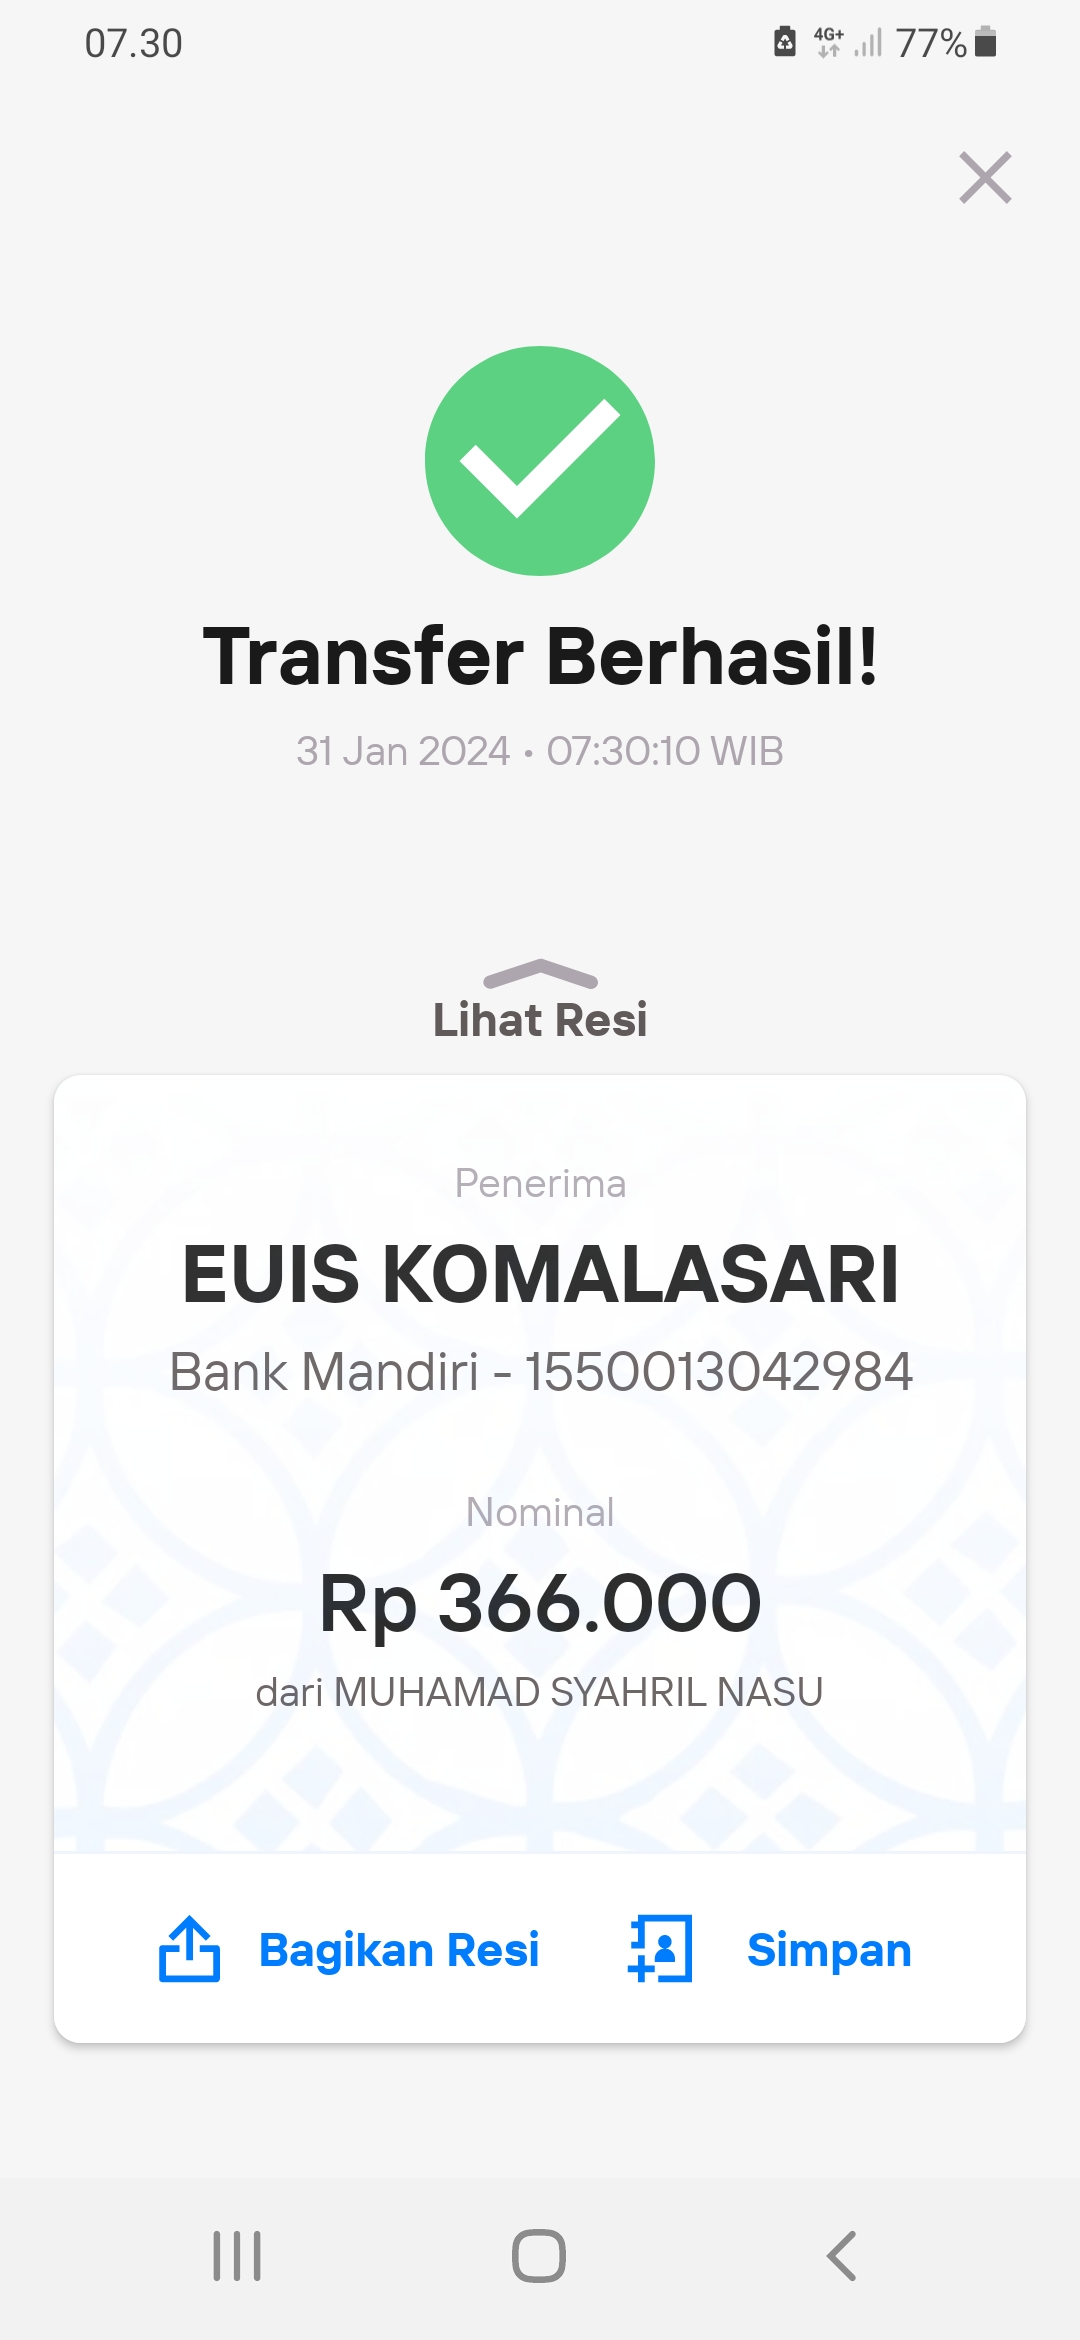 07.30
4G+ 77%
Transfer Berhasil!
31 Jan 2024 • 07:30:10 WIB
Lihat Resi
Penerima
EUIS KOMALASARI
Bank Mandiri - 1550013042984
Nominal
Rp 366.000
dari MUHAMAD SYAHRIL NASU
Bagikan Resi
Simpan